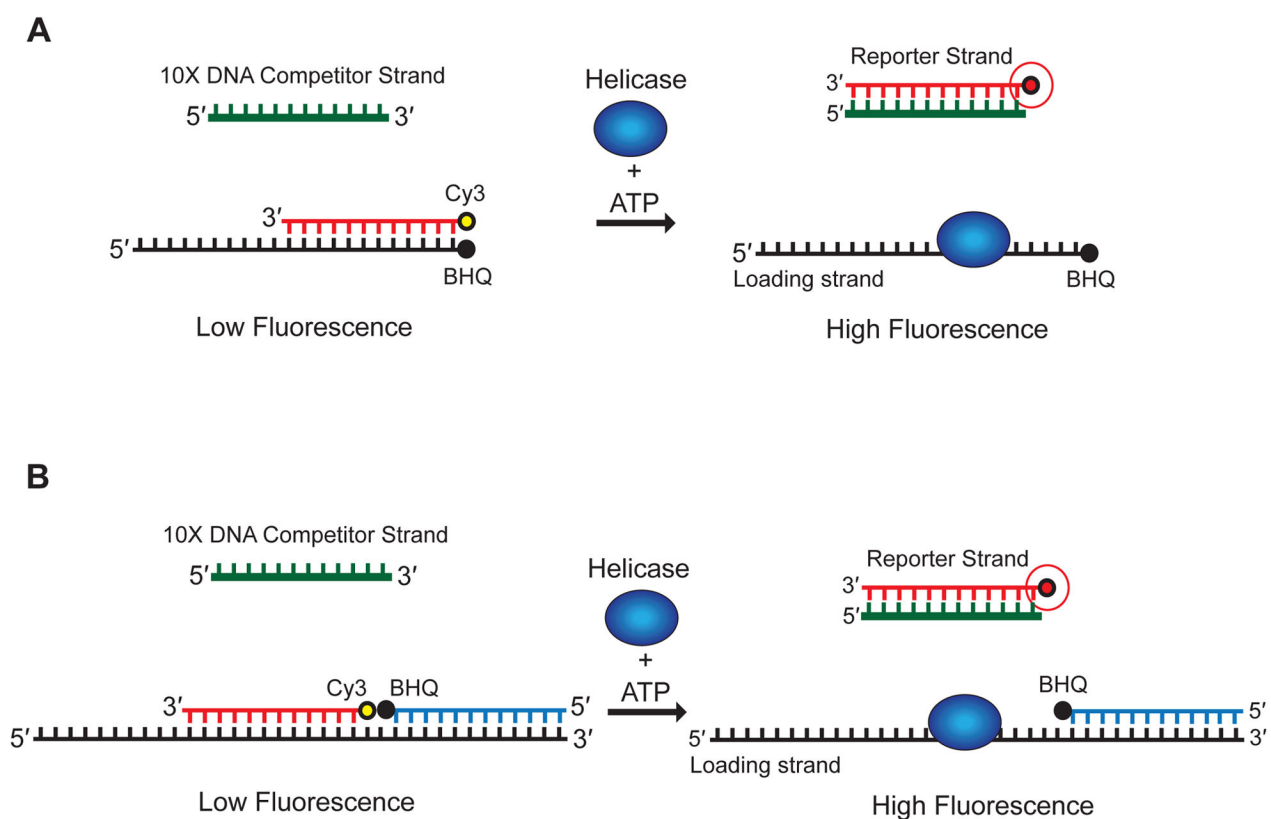 A
10X DNA Competitor Strand
5′ 3′
Helicase
+
ATP
Reporter Strand
3′
5′
Cy3
3′
5′
BHQ
Low Fluorescence
5′
Loading strand
BHQ
High Fluorescence
B
10X DNA Competitor Strand
5′ 3′
Helicase
+
ATP
Reporter Strand
3′
5′
Cy3 BHQ
3′ 5′
5′ 3′
Low Fluorescence
BHQ
5′
5′ 3′
Loading strand
High Fluorescence